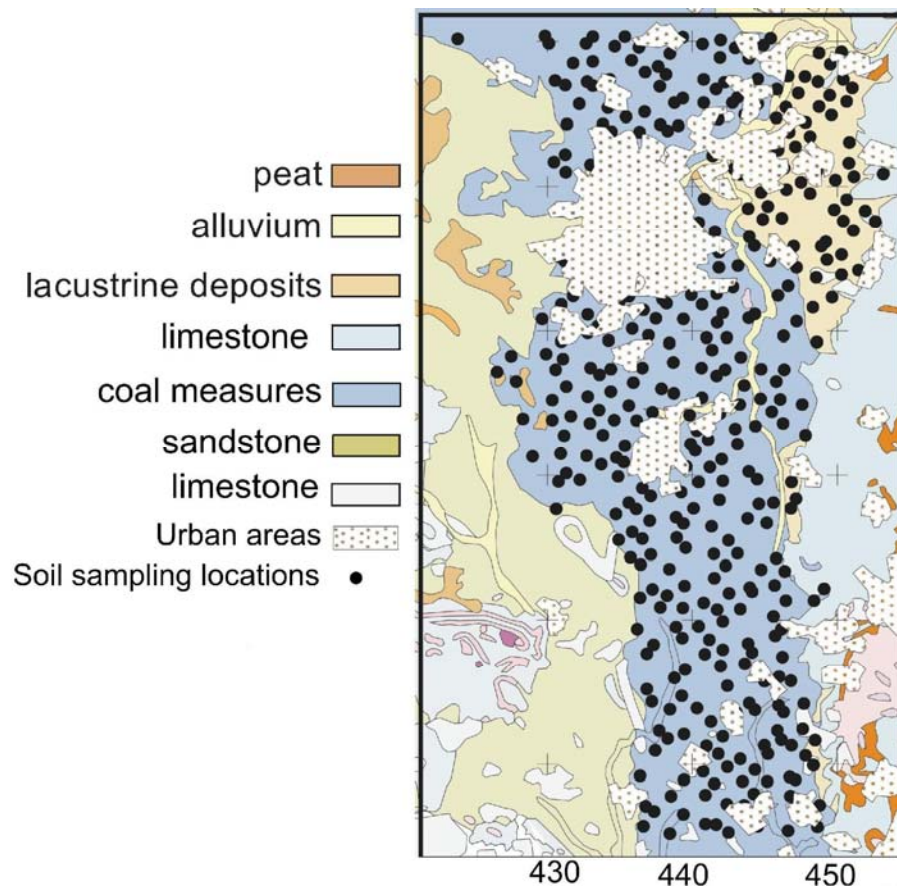 peat
alluvium
lacustrine deposits
limestone
coal measures
sandstone
limestone
Urban areas
Soil sampling locations
430 440 450